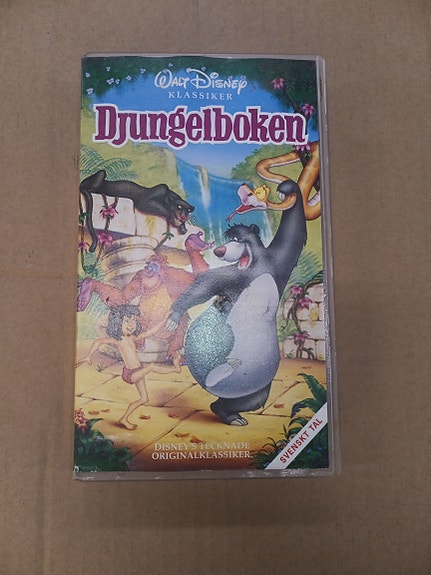 WALT DISNEY
KLASSIKER
Djungelboken
DISNEY'S TECKNADE
ORIGINALKLASSIKER.
SVENSKT TAL